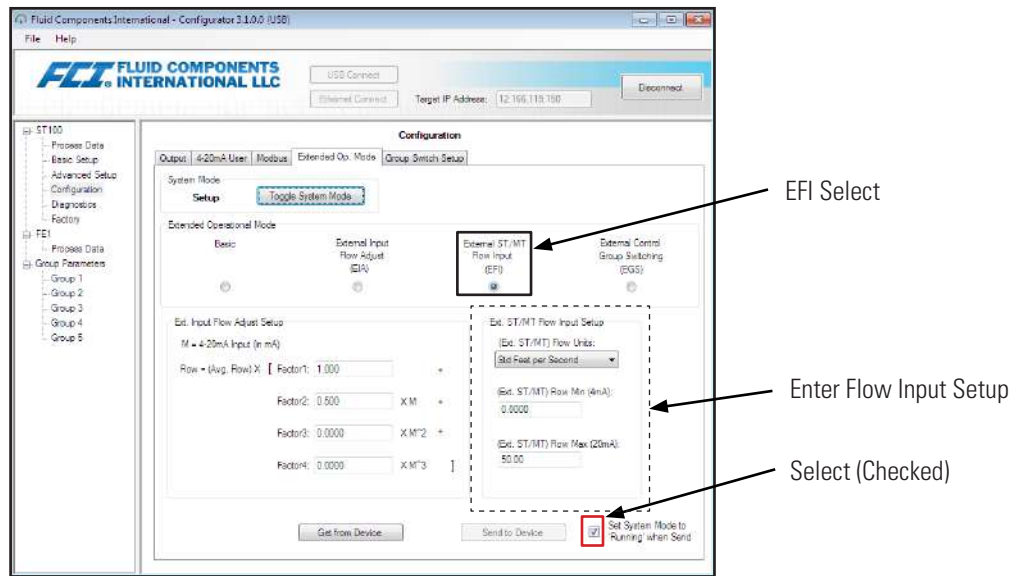 Fluid Components International - Configurator 3.1.0.0 (USB)
File Help
FCI FLUID COMPONENTS
INTERNATIONAL LLC
USB Connect
Ethernet Connect
Target IP Address: 12.166.115.150
Disconnect
ST100
Process Data
Basic Setup
Advanced Setup
Configuration
Diagnostics
Factory
FE1
Process Data
Group Parameters
Group 1
Group 2
Group 3
Group 4
Group 5
Configuration
Output 4-20mA User Modbus Extended Op. Mode Group Switch Setup
System Mode
Setup Toggle System Mode
Extended Operational Mode
Basic
External Input
Flow Adjust
(EIA)
External ST/MT
Flow Input
(EFI)
External Control
Group Switching
(EGS)
Ext. Input Flow Adjust Setup
M = 4-20mA Input (in mA)
Flow = (Avg. Flow) X [ Factor1: 1.000 +
Factor2: 0.500 X M +
Factor3: 0.0000 X M^2 +
Factor4: 0.0000 X M^3 ]
Ext. ST/MT Flow Input Setup
(Ext. ST/MT) Flow Units:
Std Feet per Second
(Ext. ST/MT) Flow Min (4mA):
0.0000
(Ext. ST/MT) Flow Max (20mA):
50.00
Get from Device
Send to Device
Set System Mode to
'Running' when Send
EFI Select
Enter Flow Input Setup
Select (Checked)